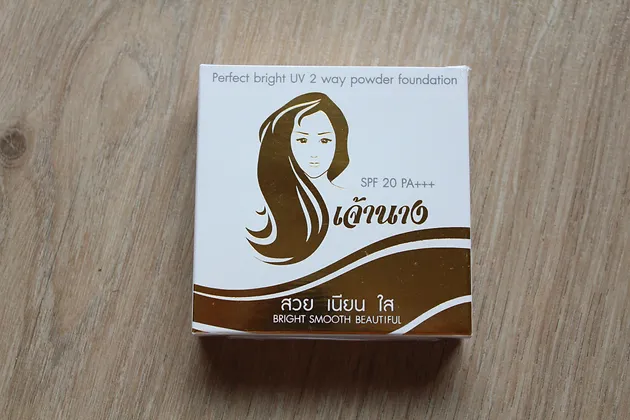 Perfect bright UV 2 way powder foundation
SPF 20 PA+++
เจ้านาง
สวย เนียน ใส
BRIGHT SMOOTH BEAUTIFUL